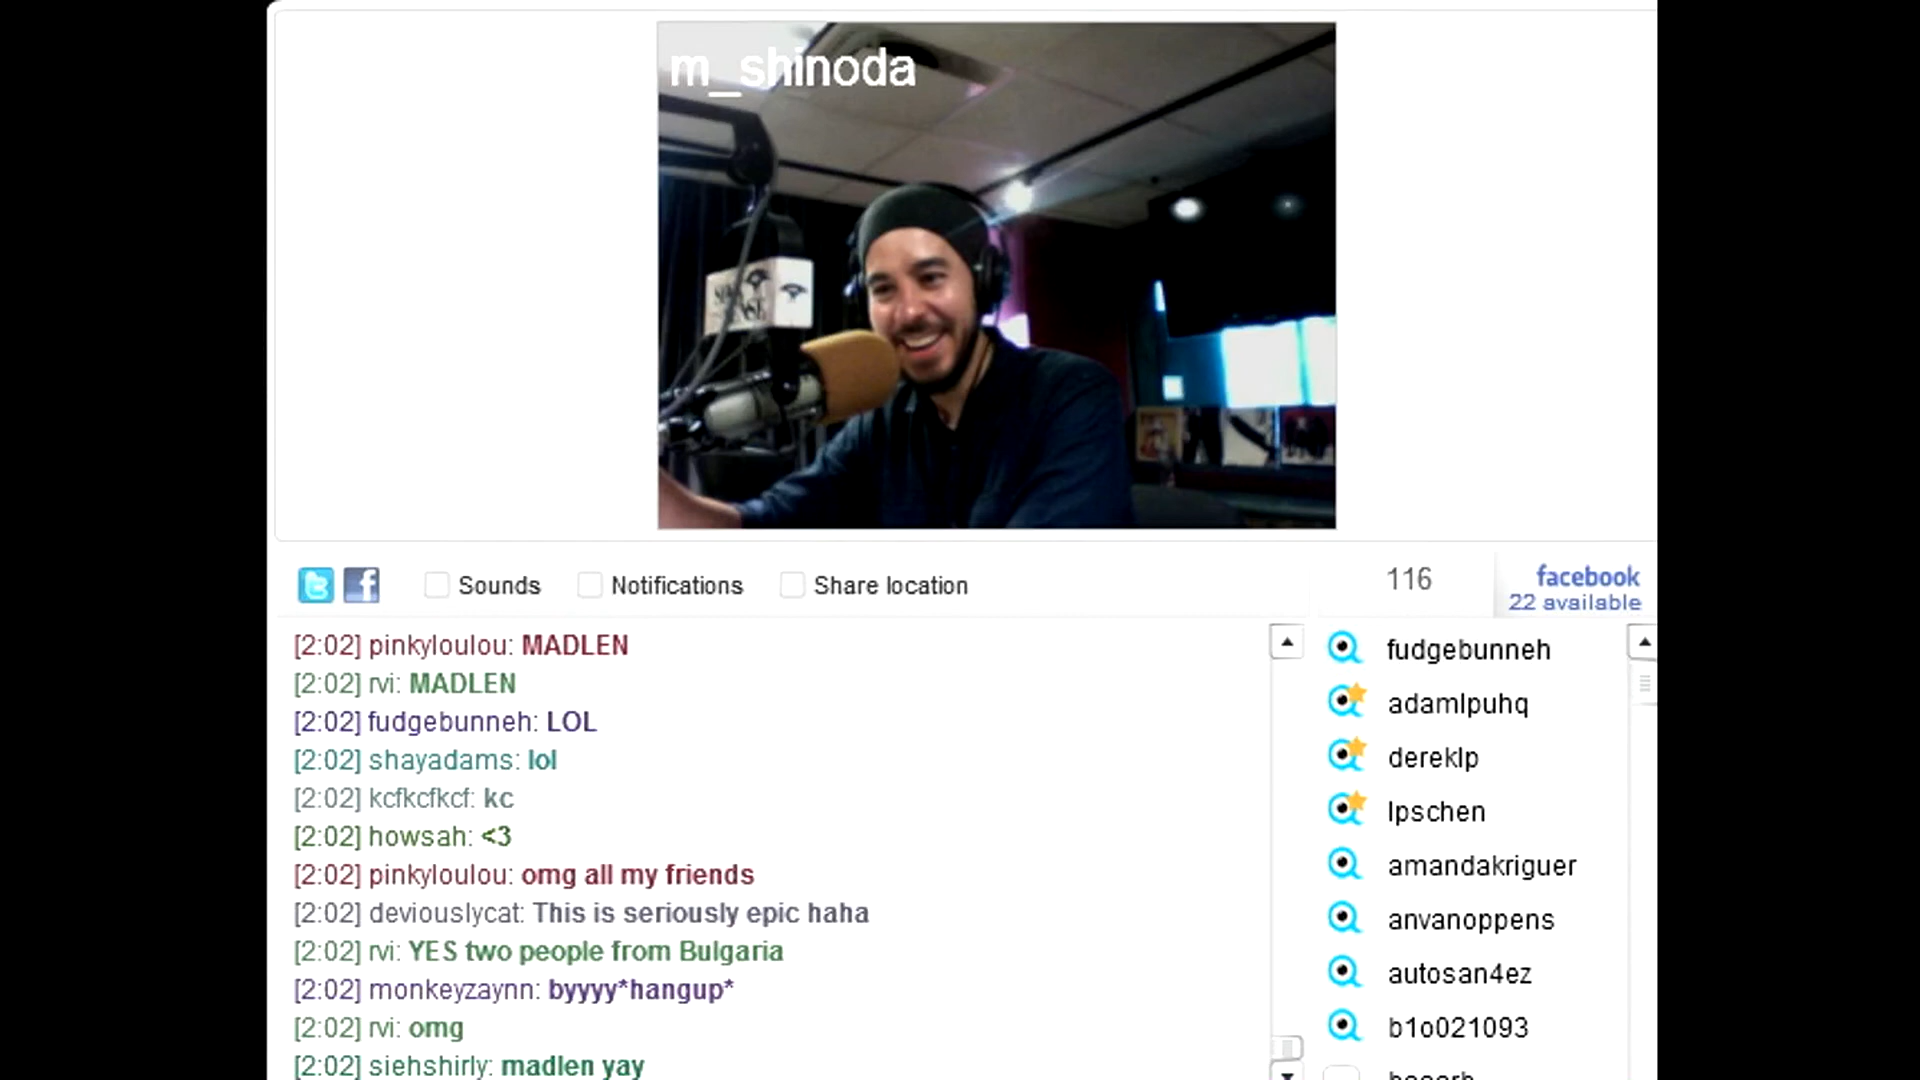 m_shinoda
Sounds
Notifications
Share location
116
facebook
22 available
[2:02] pinkyloulou: MADLEN
[2:02] rvi: MADLEN
[2:02] fudgebunneh: LOL
[2:02] shayadams: lol
[2:02] kcfkcfkcf: kc
[2:02] howsah: <3
[2:02] pinkyloulou: omg all my friends
[2:02] deviouslycat: This is seriously epic haha
[2:02] rvi: YES two people from Bulgaria
[2:02] monkeyzaynn: byyyy*hangup*
[2:02] rvi: omg
[2:02] siehshirly: madlen yay
fudgebunneh
adamlpuhq
dereklp
lpschen
amandakriguer
anvanoppens
autosan4ez
b1o021093